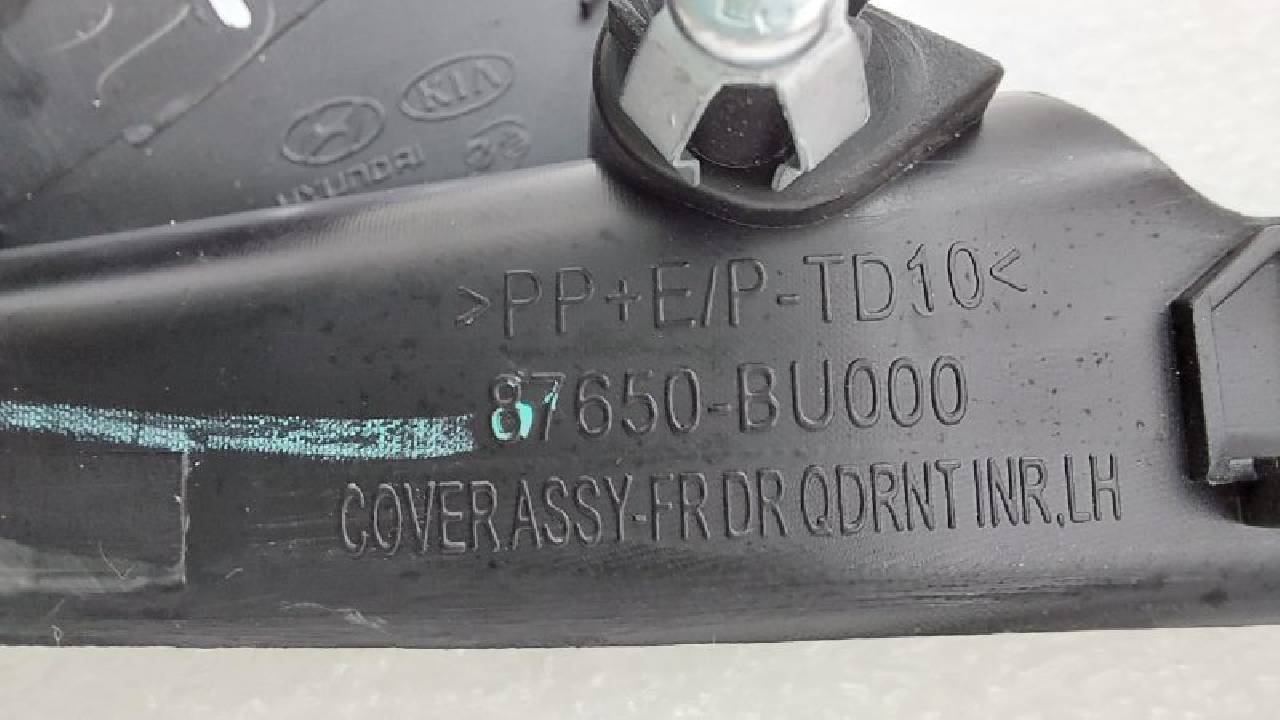 KIA
HYUNDAI
>PP+E/P-TD10<
87650-BU000
COVER ASSY-FR DR QDRNT INR.LH